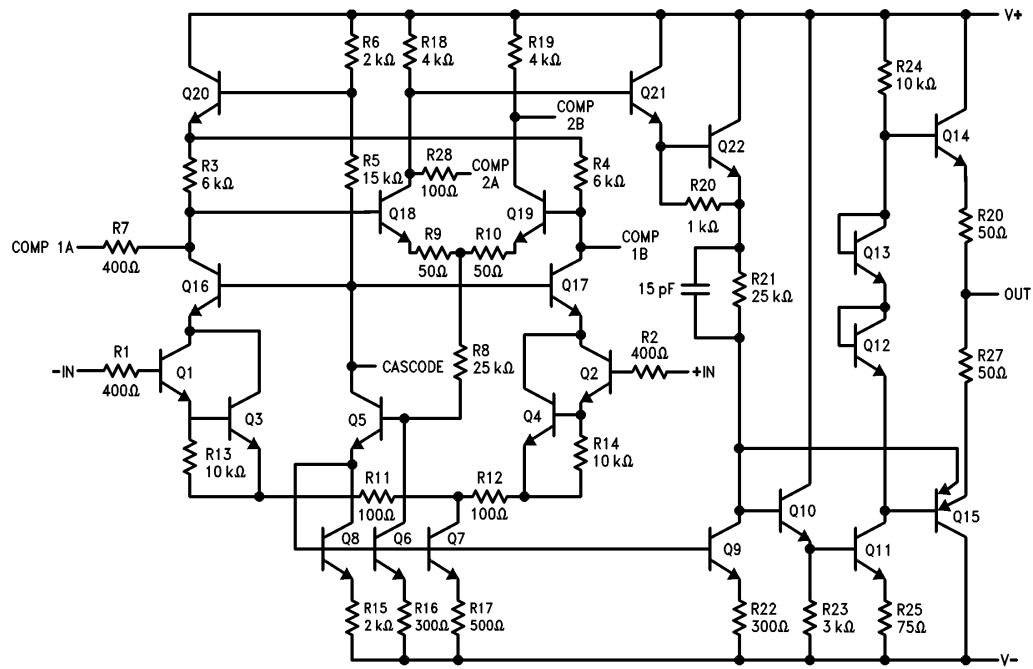 V+
R6
2 kΩ
R18
4 kΩ
R19
4 kΩ
R24
10 kΩ
Q20
Q21
COMP
2B
Q22
Q14
R3
6 kΩ
R5
15 kΩ
R28
100Ω
COMP
2A
R4
6 kΩ
R20
1 kΩ
Q18
Q19
R20
50Ω
COMP 1A
R7
400Ω
R9
50Ω
R10
50Ω
COMP
1B
Q13
Q16
Q17
15 pF
R21
25 kΩ
OUT
–IN
R1
400Ω
Q1
CASCODE
R8
25 kΩ
Q2
R2
400Ω
+IN
Q12
R27
50Ω
Q3
Q5
Q4
R13
10 kΩ
R14
10 kΩ
R11
100Ω
R12
100Ω
Q10
Q15
Q8
Q6
Q7
Q9
Q11
R15
2 kΩ
R16
300Ω
R17
500Ω
R22
300Ω
R23
3 kΩ
R25
75Ω
V–